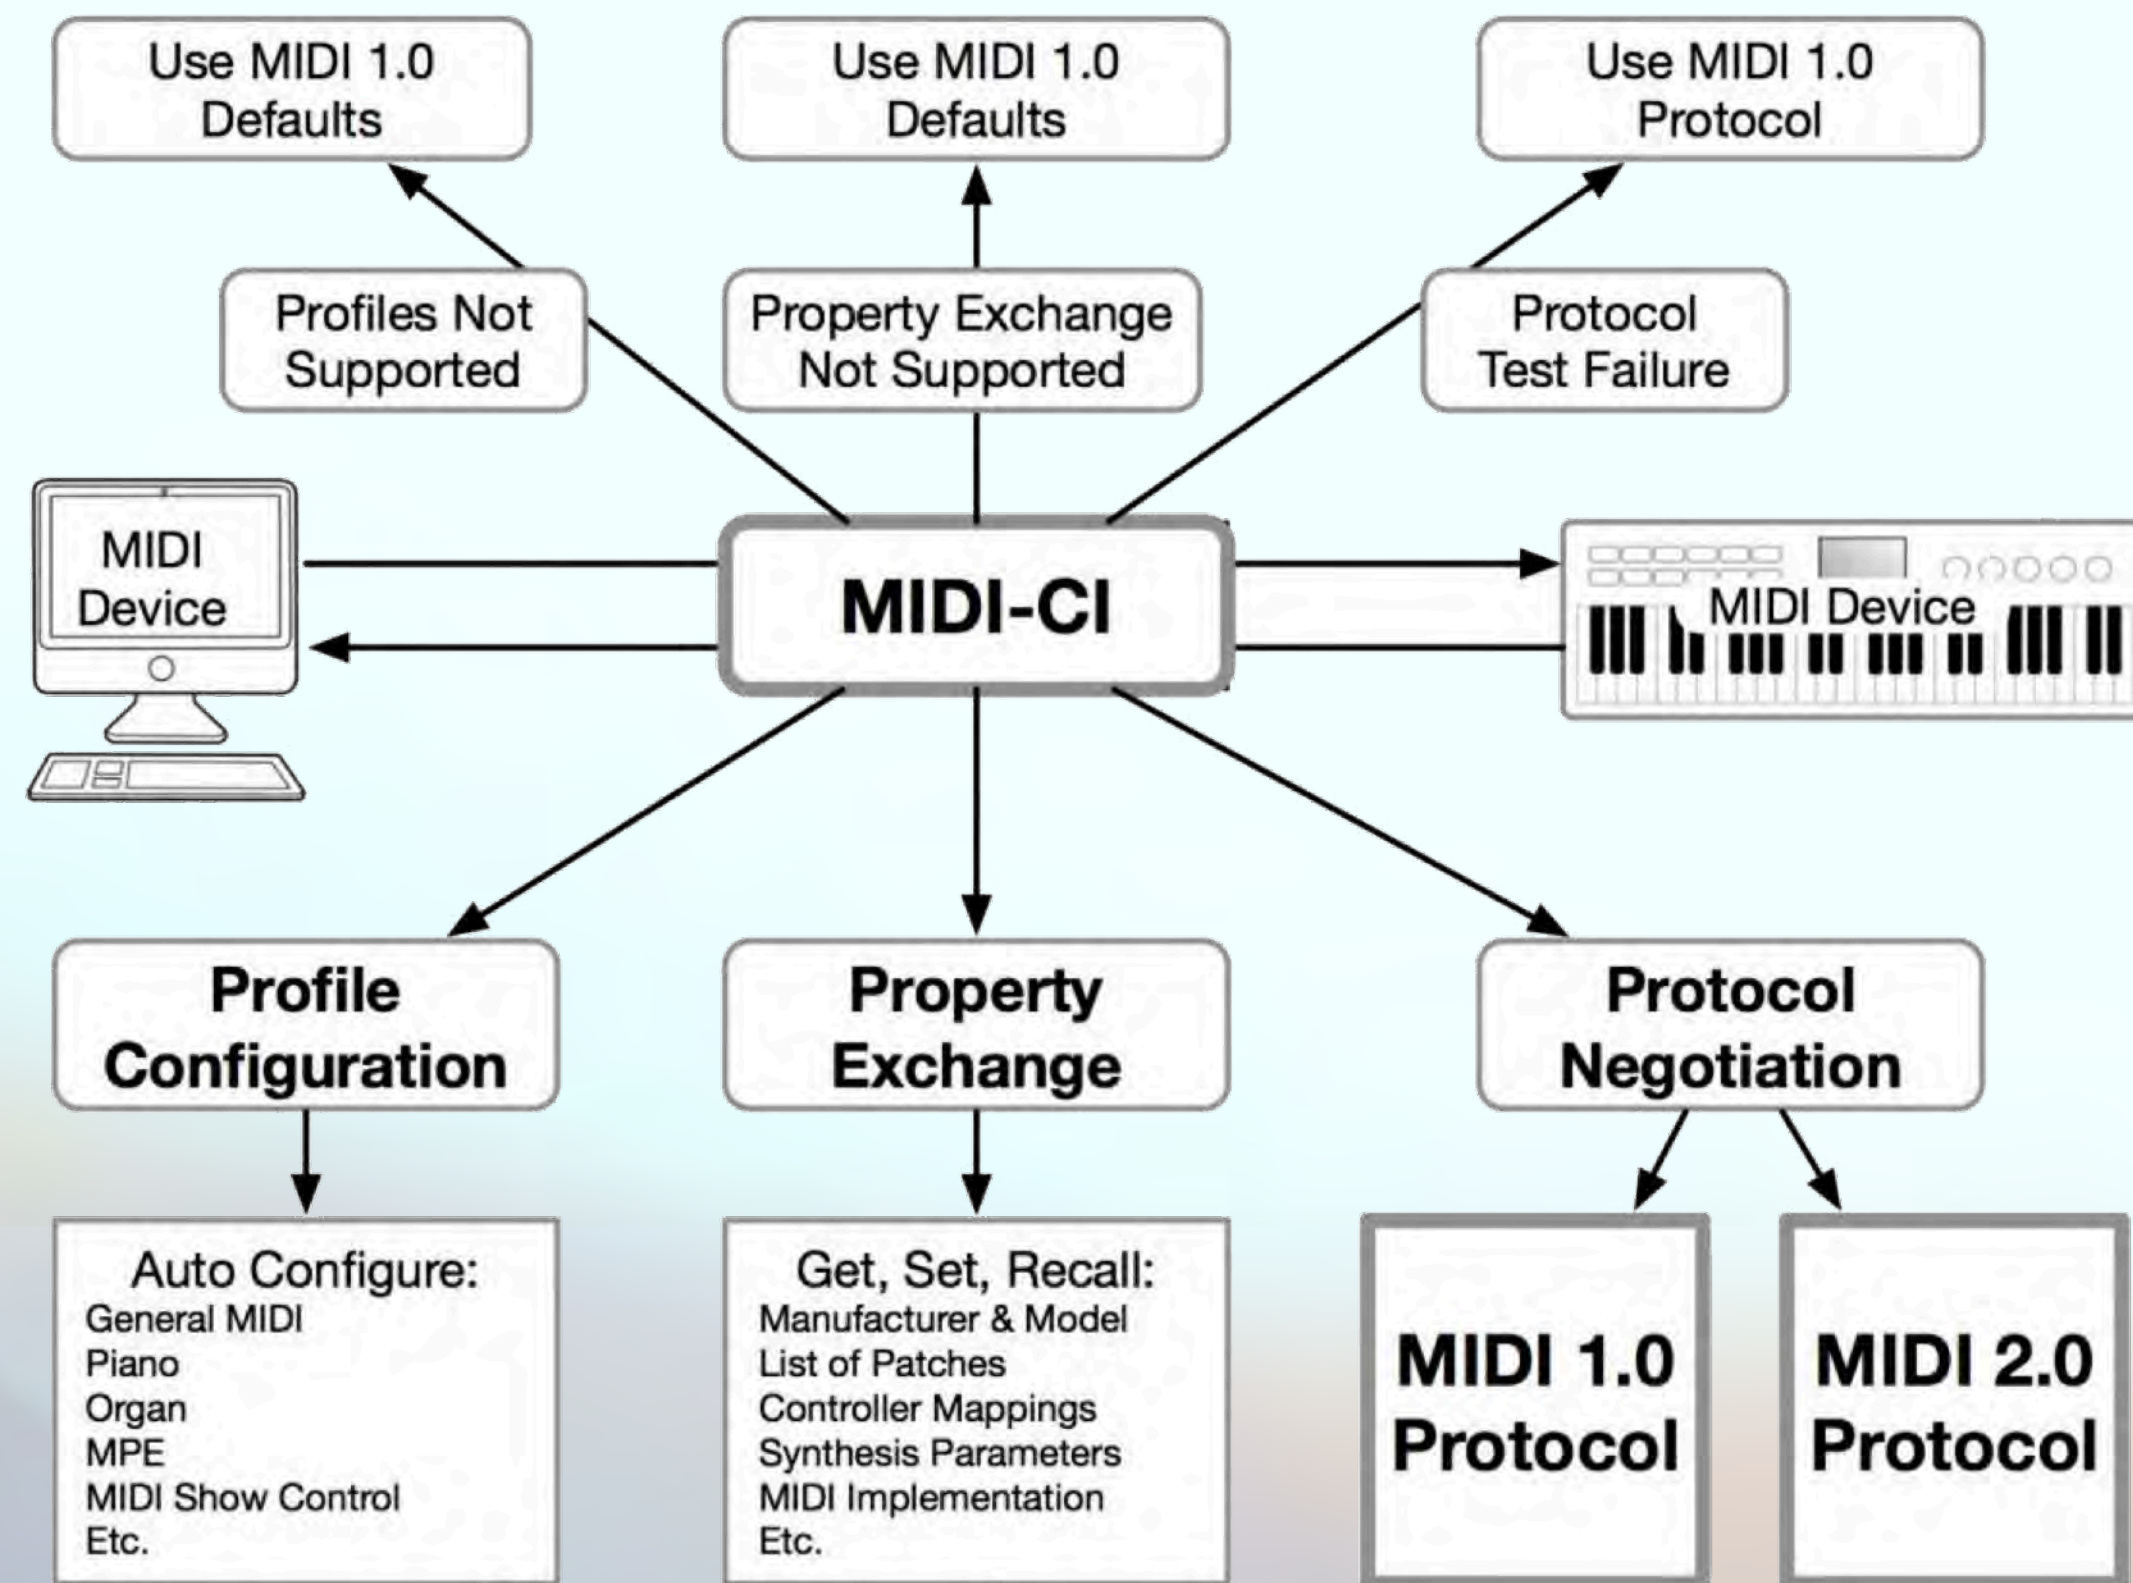 Use MIDI 1.0
Defaults
Use MIDI 1.0
Defaults
Use MIDI 1.0
Protocol
Profiles Not
Supported
Property Exchange
Not Supported
Protocol
Test Failure
MIDI
Device
MIDI-CI
MIDI Device
Profile
Configuration
Property
Exchange
Protocol
Negotiation
Auto Configure:
General MIDI
Piano
Organ
MPE
MIDI Show Control
Etc.
Get, Set, Recall:
Manufacturer & Model
List of Patches
Controller Mappings
Synthesis Parameters
MIDI Implementation
Etc.
MIDI 1.0
Protocol
MIDI 2.0
Protocol